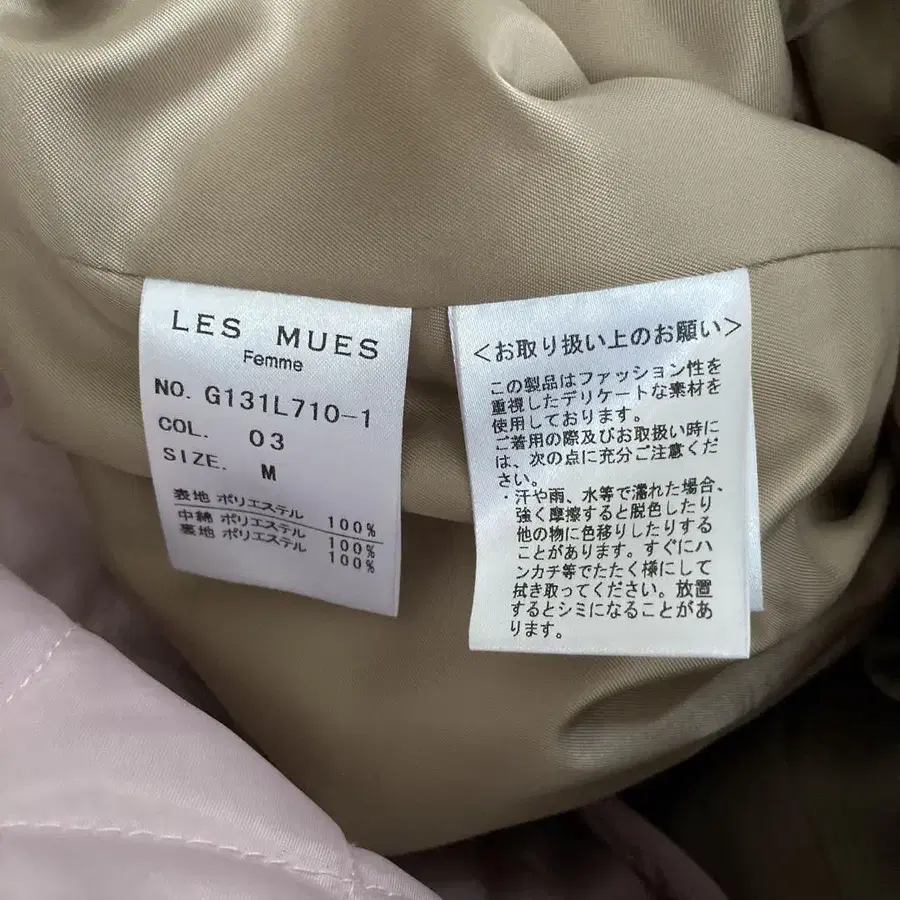 LES MUES
Femme
NO. G131L710-1
COL. 03
SIZE. M
表地 ポリエステル 100%
中綿 ポリエステル 100%
裏地 ポリエステル 100%
<お取り扱い上のお願い>
この製品はファッション性を
重視したデリケートな素材を
使用しております。
ご着用の際及びお取扱い時に
は、次の点に充分ご注意くだ
さい。
・汗や雨、水等で濡れた場合、
強く摩擦すると脱色したり
他の物に色移りしたりする
ことがあります。すぐにハ
ンカチ等でたたく様にして
拭き取ってください。放置
するとシミになることがあ
ります。